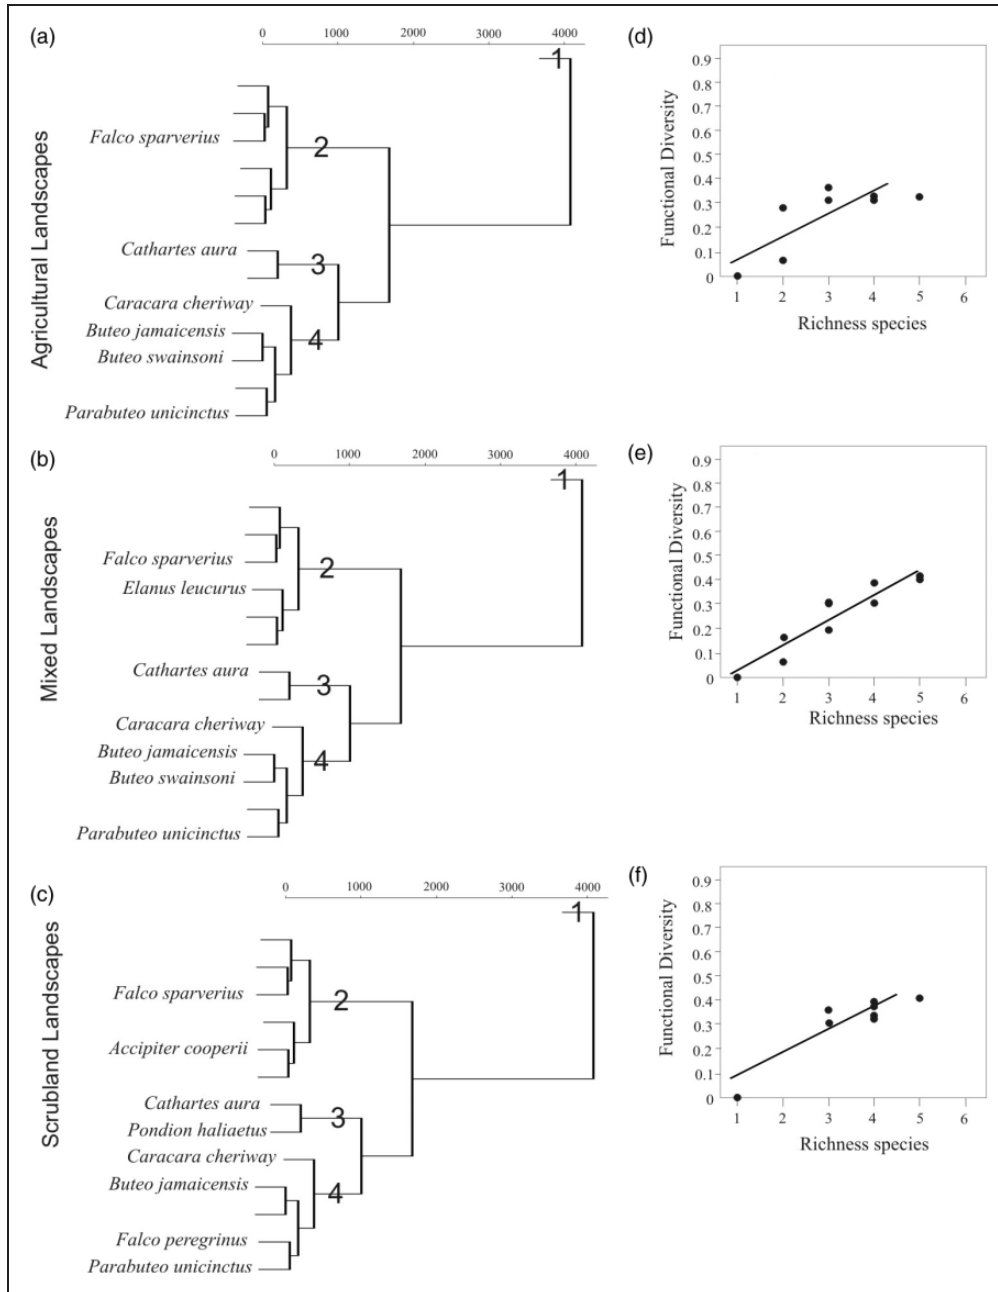 (a)
0 1000 2000 3000 4000
1
2
Falco sparverius
Cathartes aura
3
Caracara cheriway
Buteo jamaicensis
4
Buteo swainsoni
Parabuteo unicinctus
Agricultural Landscapes
(d)
0.9
0.8
0.7
0.6
0.5
0.4
0.3
0.2
0.1
0
1 2 3 4 5 6
Richness species
Functional Diversity
(b)
0 1000 2000 3000 4000
1
Falco sparverius
2
Elanus leucurus
Cathartes aura
3
Caracara cheriway
Buteo jamaicensis
4
Buteo swainsoni
Parabuteo unicinctus
Mixed Landscapes
(e)
0.9
0.8
0.7
0.6
0.5
0.4
0.3
0.2
0.1
0
1 2 3 4 5 6
Richness species
Functional Diversity
(c)
0 1000 2000 3000 4000
1
Falco sparverius
2
Accipiter cooperii
Cathartes aura
3
Pondion haliaetus
Caracara cheriway
Buteo jamaicensis
4
Falco peregrinus
Parabuteo unicinctus
Scrubland Landscapes
(f)
0.9
0.8
0.7
0.6
0.5
0.4
0.3
0.2
0.1
0
1 2 3 4 5 6
Richness species
Functional Diversity